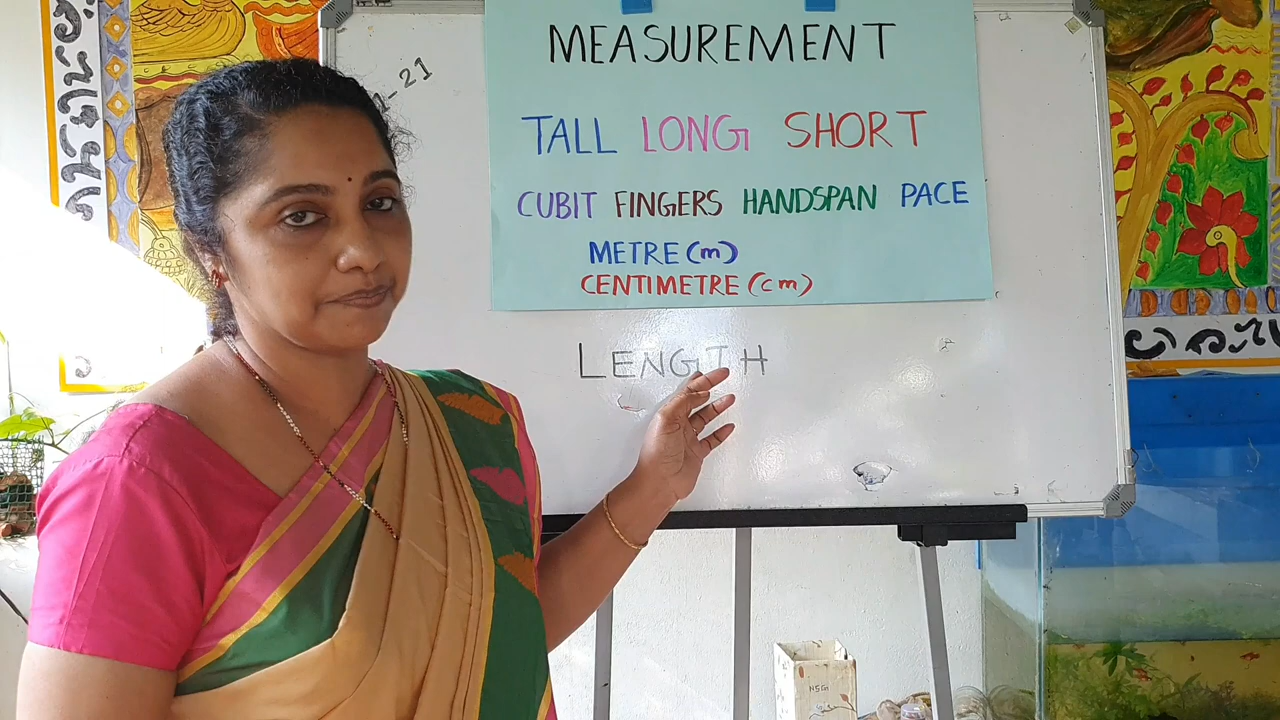 MEASUREMENT
TALL LONG SHORT
CUBIT FINGERS HANDSPAN PACE
METRE (m)
CENTIMETRE (cm)
LENGTH